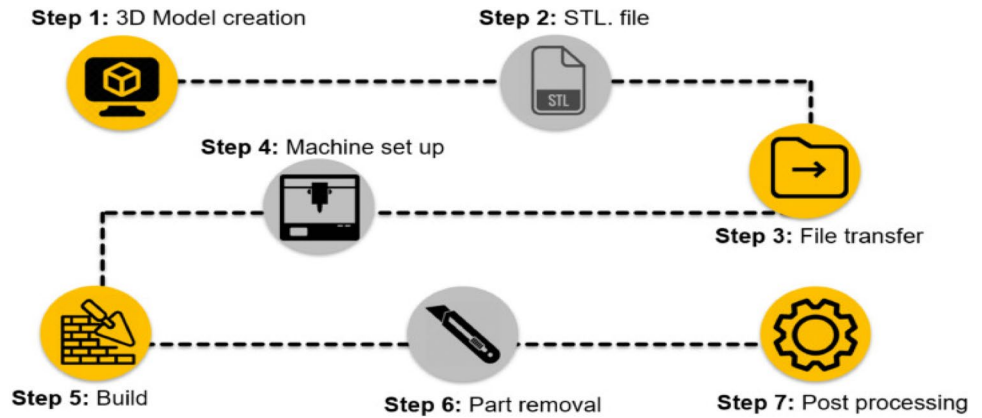 Step 1: 3D Model creation
Step 2: STL. file
STL
Step 3: File transfer
Step 4: Machine set up
Step 5: Build
Step 6: Part removal
Step 7: Post processing